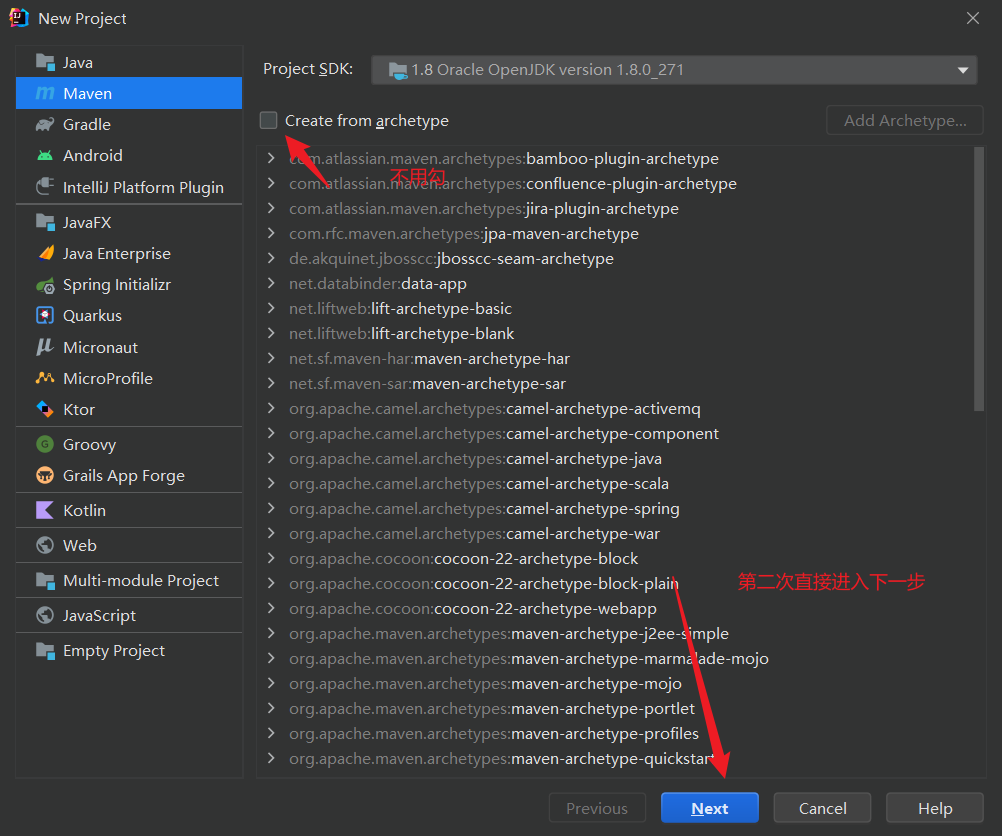 New Project
Java
Maven
Gradle
Android
IntelliJ Platform Plugin
JavaFX
Java Enterprise
Spring Initializr
Quarkus
Micronaut
MicroProfile
Ktor
Groovy
Grails App Forge
Kotlin
Web
Multi-module Project
JavaScript
Empty Project
Project SDK: 1.8 Oracle OpenJDK version 1.8.0_271
Create from archetype
Add Archetype...
com.atlassian.maven.archetypes:bamboo-plugin-archetype
不用勾
com.atlassian.maven.archetypes:confluence-plugin-archetype
com.atlassian.maven.archetypes:jira-plugin-archetype
com.rfc.maven.archetypes:jpa-maven-archetype
de.akquinet.jbosscc:jbosscc-seam-archetype
net.databinder:data-app
net.liftweb:lift-archetype-basic
net.liftweb:lift-archetype-blank
net.sf.maven-har:maven-archetype-har
net.sf.maven-sar:maven-archetype-sar
org.apache.camel.archetypes:camel-archetype-activemq
org.apache.camel.archetypes:camel-archetype-component
org.apache.camel.archetypes:camel-archetype-java
org.apache.camel.archetypes:camel-archetype-scala
org.apache.camel.archetypes:camel-archetype-spring
org.apache.camel.archetypes:camel-archetype-war
org.apache.cocoon:cocoon-22-archetype-block
org.apache.cocoon:cocoon-22-archetype-block-plain
第二次直接进入下一步
org.apache.cocoon:cocoon-22-archetype-webapp
org.apache.maven.archetypes:maven-archetype-j2ee-simple
org.apache.maven.archetypes:maven-archetype-marmalade-mojo
org.apache.maven.archetypes:maven-archetype-mojo
org.apache.maven.archetypes:maven-archetype-portlet
org.apache.maven.archetypes:maven-archetype-profiles
org.apache.maven.archetypes:maven-archetype-quickstart
Previous
Next
Cancel
Help